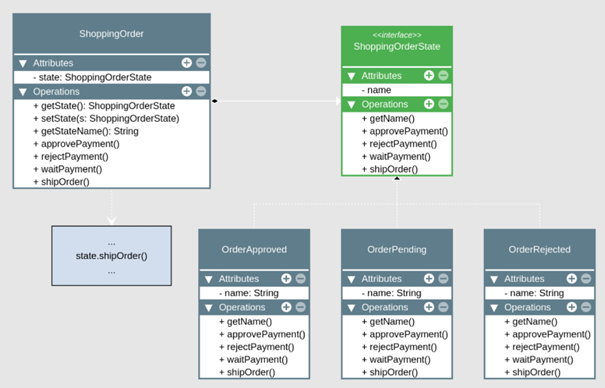 ShoppingOrder
Attributes
- state: ShoppingOrderState
Operations
+ getState(): ShoppingOrderState
+ setState(s: ShoppingOrderState)
+ getStateName(): String
+ approvePayment()
+ rejectPayment()
+ waitPayment()
+ shipOrder()
<<interface>>
ShoppingOrderState
Attributes
- name
Operations
+ getName()
+ approvePayment()
+ rejectPayment()
+ waitPayment()
+ shipOrder()
...
state.shipOrder()
...
OrderApproved
Attributes
- name: String
Operations
+ getName()
+ approvePayment()
+ rejectPayment()
+ waitPayment()
+ shipOrder()
OrderPending
Attributes
- name: String
Operations
+ getName()
+ approvePayment()
+ rejectPayment()
+ waitPayment()
+ shipOrder()
OrderRejected
Attributes
- name: String
Operations
+ getName()
+ approvePayment()
+ rejectPayment()
+ waitPayment()
+ shipOrder()